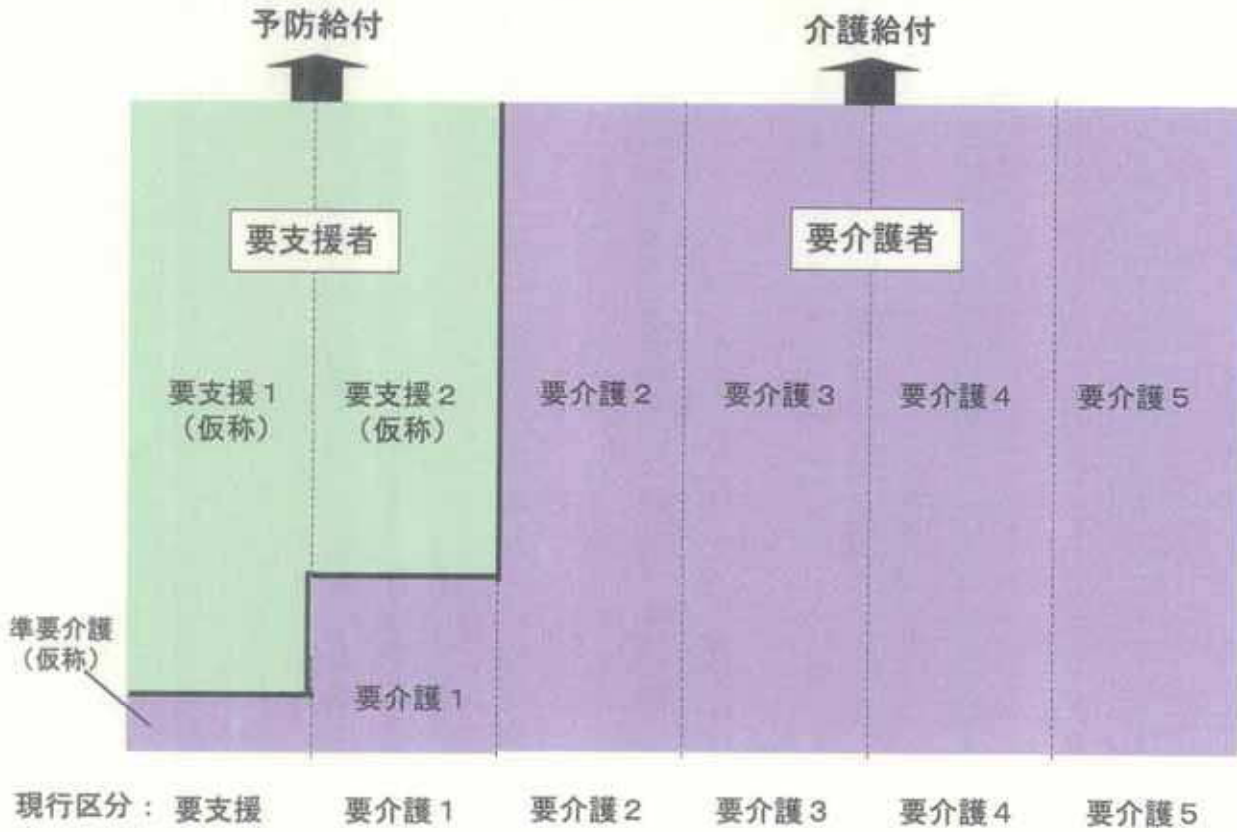 予防給付
介護給付
要支援者
要介護者
要支援1
(仮称)
要支援2
(仮称)
要介護2
要介護3
要介護4
要介護5
準要介護
(仮称)
要介護1
現行区分: 要支援 要介護1 要介護2 要介護3 要介護4 要介護5